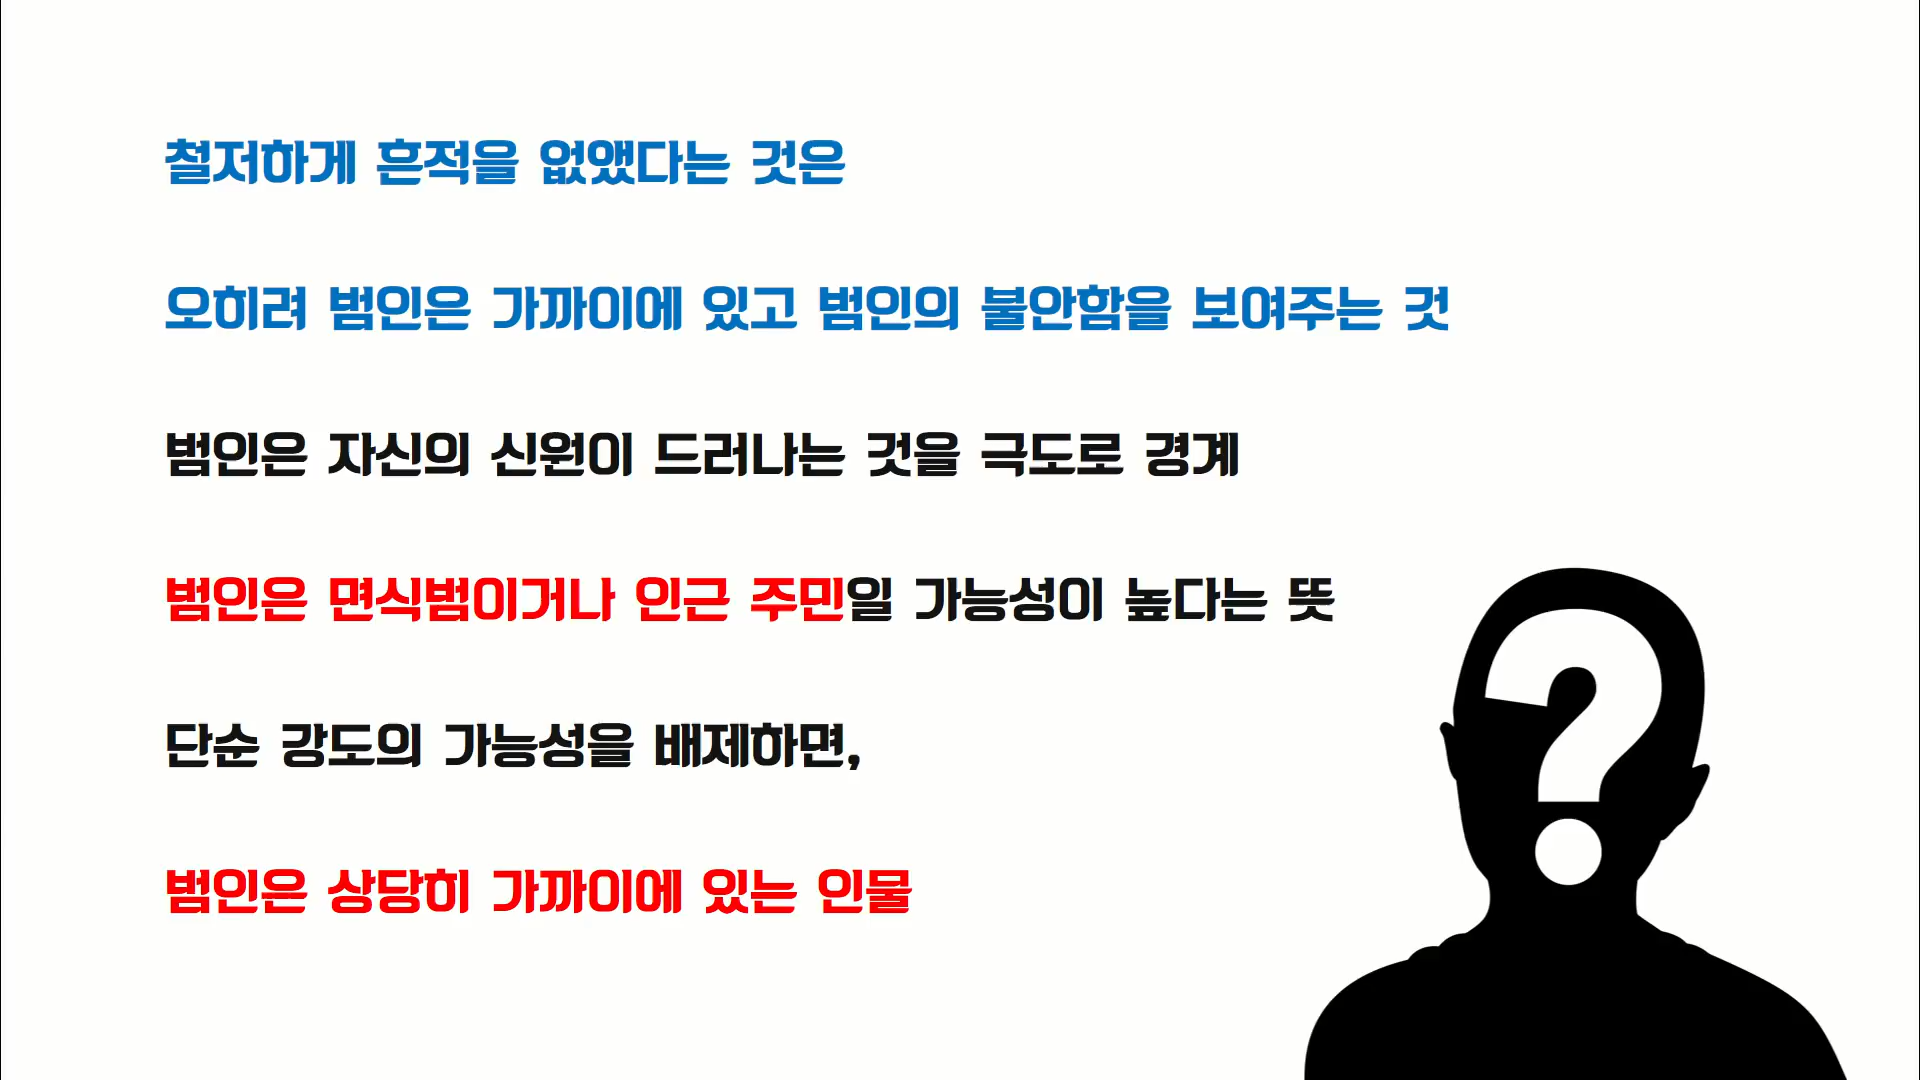 철저하게 흔적을 없앴다는 것은
오히려 범인은 가까이에 있고 범인의 불안함을 보여주는 것
범인은 자신의 신원이 드러나는 것을 극도로 경계
범인은 면식범이거나 인근 주민일 가능성이 높다는 뜻
단순 강도의 가능성을 배제하면,
범인은 상당히 가까이에 있는 인물
?